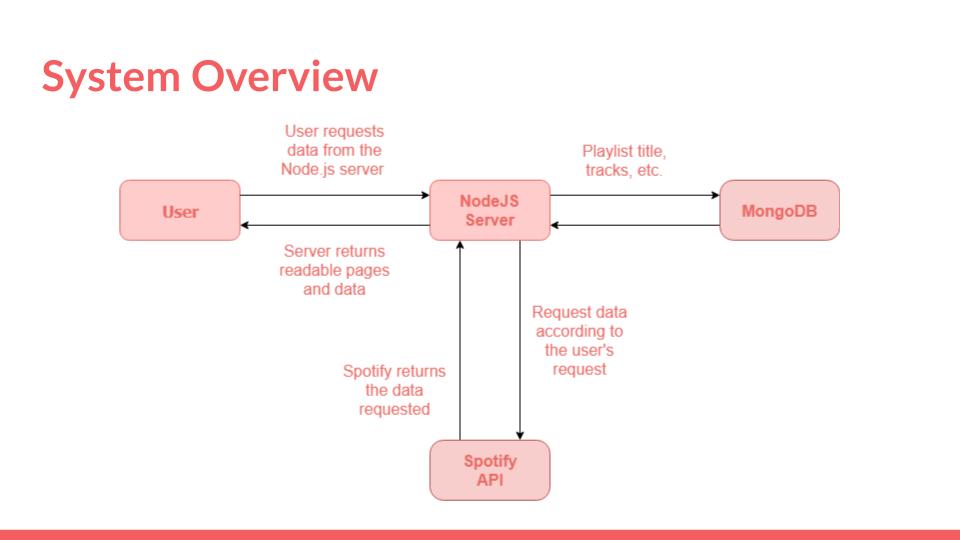 System Overview
User requests
data from the
Node.js server
Playlist title,
tracks, etc.
User
NodeJS
Server
MongoDB
Server returns
readable pages
and data
Request data
according to
the user's
request
Spotify returns
the data
requested
Spotify
API